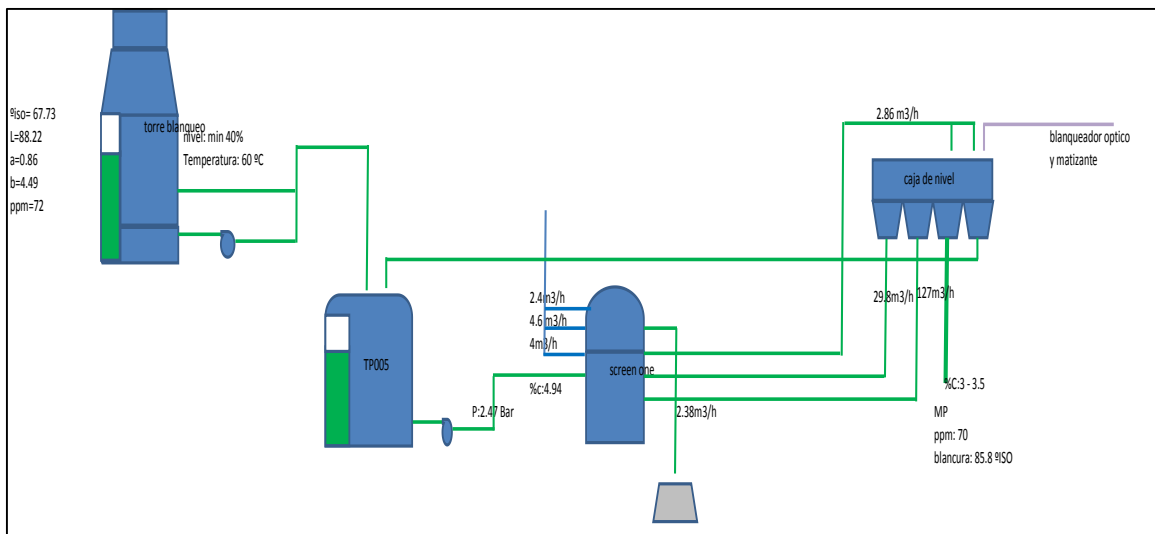 ºiso= 67.73
L=88.22
a=0.86
b=4.49
ppm=72
torre blanqueo
nivel: min 40%
Temperatura: 60 ºC
2.86 m3/h
blanqueador optico
y matizante
caja de nivel
2.4m3/h
4.6 m3/h
4m3/h
29.8m3/h
127m3/h
TP005
screen one
%c:4.94
P:2.47 Bar
2.38m3/h
%C:3 - 3.5
MP
ppm: 70
blancura: 85.8 ºISO